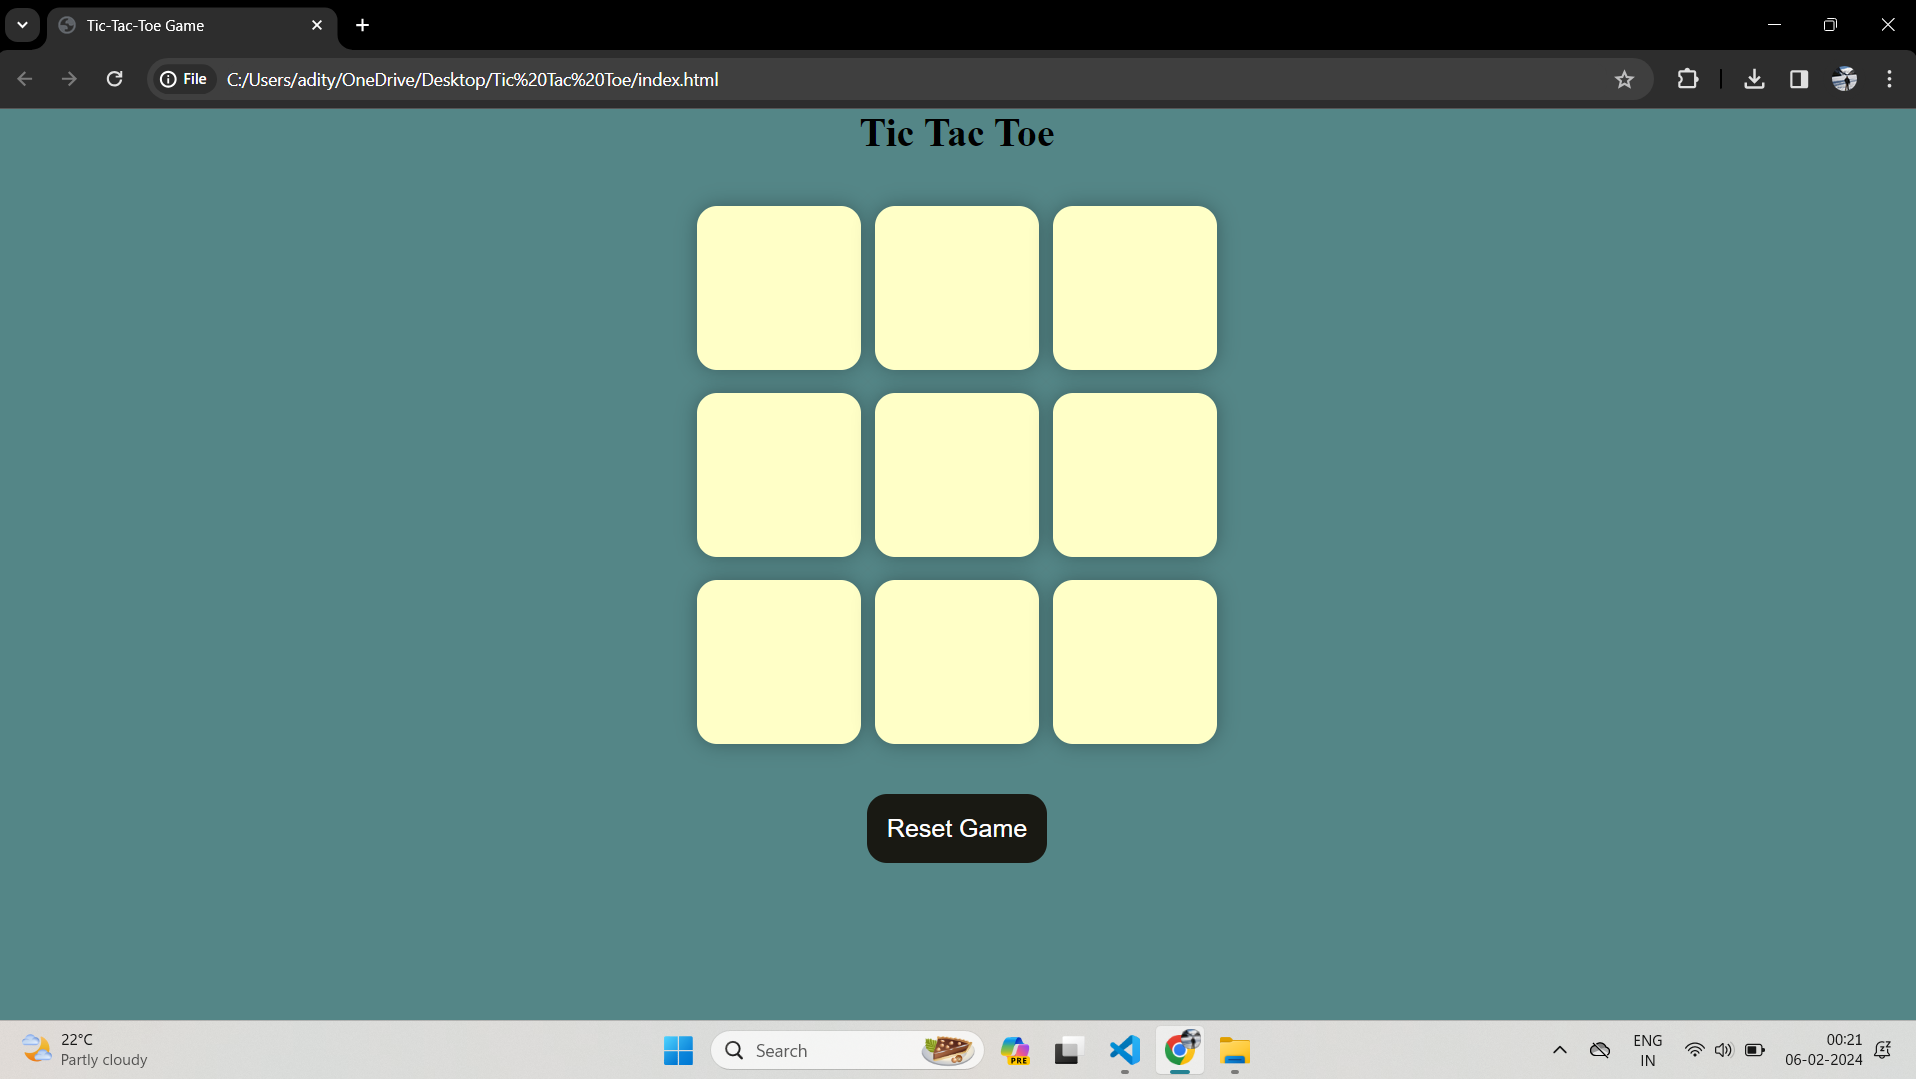 Tic-Tac-Toe Game
File
C:/Users/adity/OneDrive/Desktop/Tic%20Tac%20Toe/index.html
Tic Tac Toe
Reset Game
22°C
Partly cloudy
Search
PRE
ENG
IN
00:21
06-02-2024